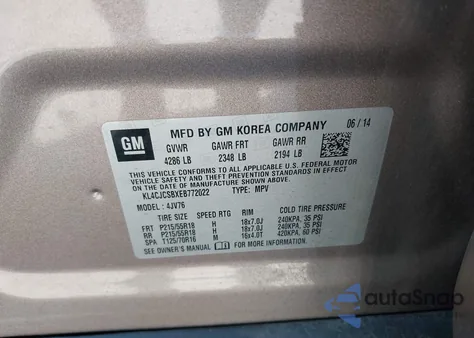 GM
MFD BY GM KOREA COMPANY 06 / 14
GVWR GAWR FRT GAWR RR
4286 LB 2348 LB 2194 LB
THIS VEHICLE CONFORMS TO ALL APPLICABLE U.S. FEDERAL MOTOR
VEHICLE SAFETY, BUMPER, AND THEFT PREVENTION STANDARDS IN
EFFECT ON THE DATE OF MANUFACTURE SHOWN ABOVE.
KL4CJCSBXEB772022 TYPE: MPV
MODEL: 4JV76
TIRE SIZE SPEED RTG RIM COLD TIRE PRESSURE
FRT P215/55R18 H 18x7.0J 240KPA, 35 PSI
RR P215/55R18 H 18x7.0J 240KPA, 35 PSI
SPA T125/70R16 M 16x4.0T 420KPA, 60 PSI
SEE OWNER'S MANUAL FOR MORE INFORMATION.
autoSnap